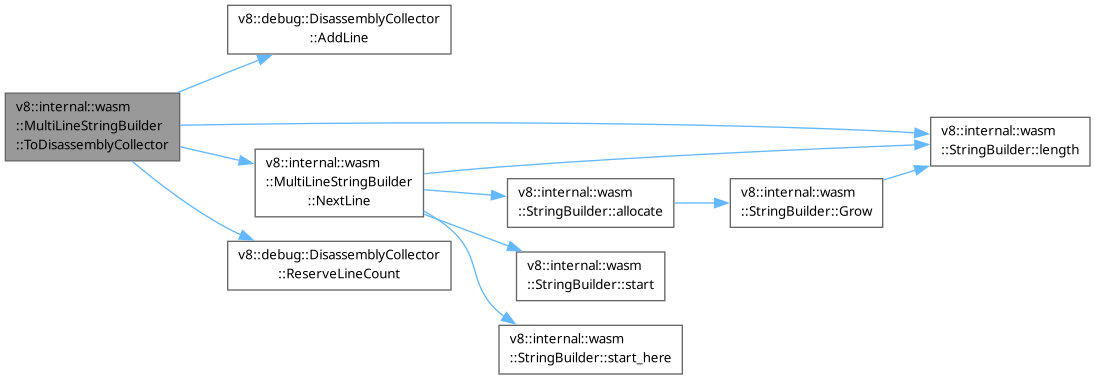 v8::debug::DisassemblyCollector
::AddLine
v8::internal::wasm
::MultiLineStringBuilder
::ToDisassemblyCollector
v8::internal::wasm
::StringBuilder::length
v8::internal::wasm
::MultiLineStringBuilder
::NextLine
v8::internal::wasm
::StringBuilder::allocate
v8::internal::wasm
::StringBuilder::Grow
v8::debug::DisassemblyCollector
::ReserveLineCount
v8::internal::wasm
::StringBuilder::start
v8::internal::wasm
::StringBuilder::start_here